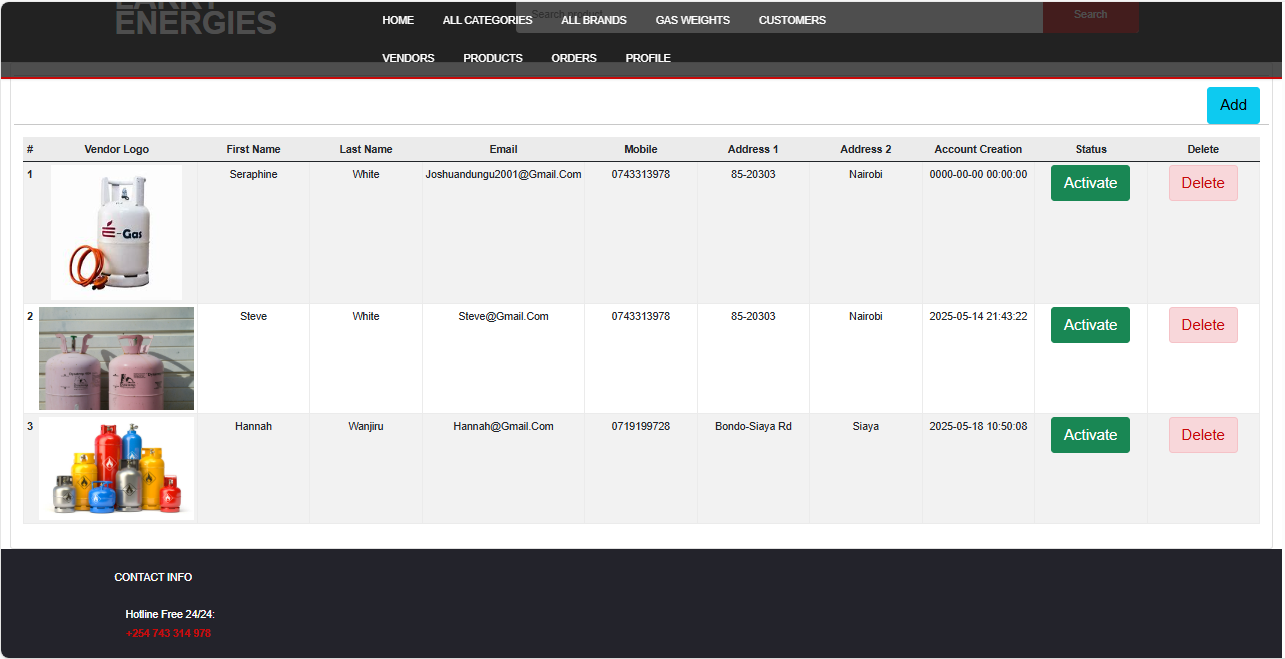 LARRY
ENERGIES
HOME ALL CATEGORIES ALL BRANDS GAS WEIGHTS CUSTOMERS
Search product Search
VENDORS PRODUCTS ORDERS PROFILE
Add
# Vendor Logo First Name Last Name Email Mobile Address 1 Address 2 Account Creation Status Delete
1 Seraphine White Joshuandungu2001@Gmail.Com 0743313978 85-20303 Nairobi 0000-00-00 00:00:00 Activate Delete
-Gas
2 Steve White Steve@Gmail.Com 0743313978 85-20303 Nairobi 2025-05-14 21:43:22 Activate Delete
3 Hannah Wanjiru Hannah@Gmail.Com 0719199728 Bondo-Siaya Rd Siaya 2025-05-18 10:50:08 Activate Delete
CONTACT INFO
Hotline Free 24/24:
+254 743 314 978